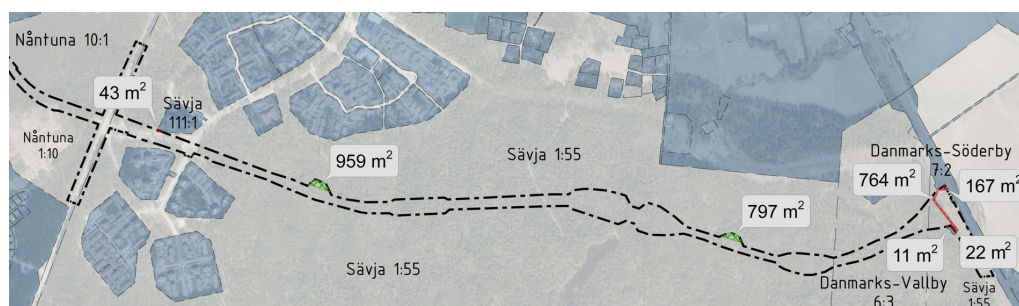 Nåntuna 10:1
43 m²
Sävja
111:1
Nåntuna
1:10
959 m²
Sävja 1:55
Sävja 1:55
797 m²
Danmarks-Söderby
7:2
764 m²
167 m²
11 m²
22 m²
Danmarks-Vallby
6:3
Sävja
1:55